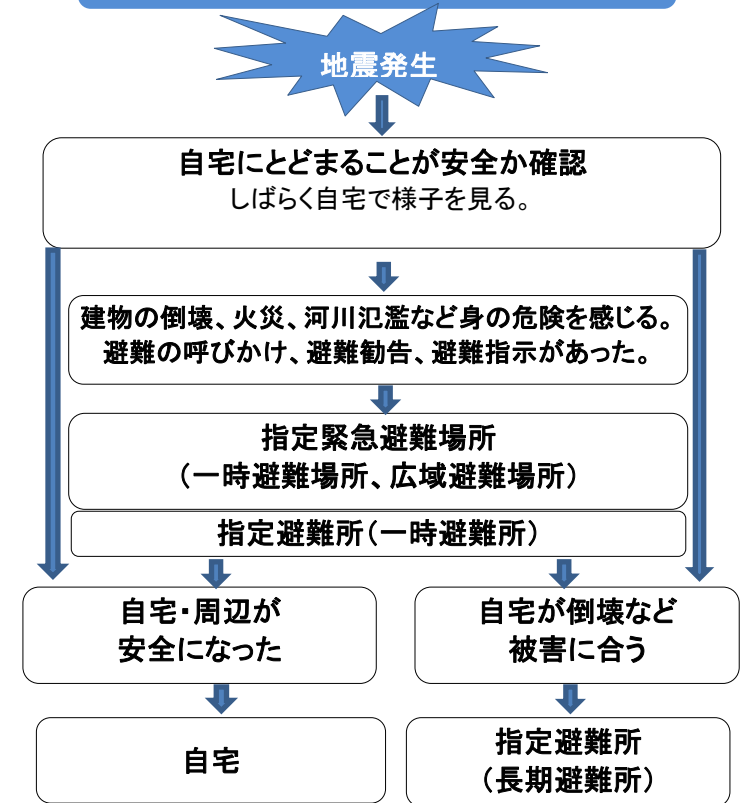 地震発生
自宅にとどまることが安全か確認
しばらく自宅で様子を見る。
建物の倒壊、火災、河川氾濫など身の危険を感じる。
避難の呼びかけ、避難勧告、避難指示があった。
指定緊急避難場所
（一時避難場所、広域避難場所）
指定避難所（一時避難所）
自宅・周辺が
安全になった
自宅が倒壊など
被害に合う
自宅
指定避難所
（長期避難所）